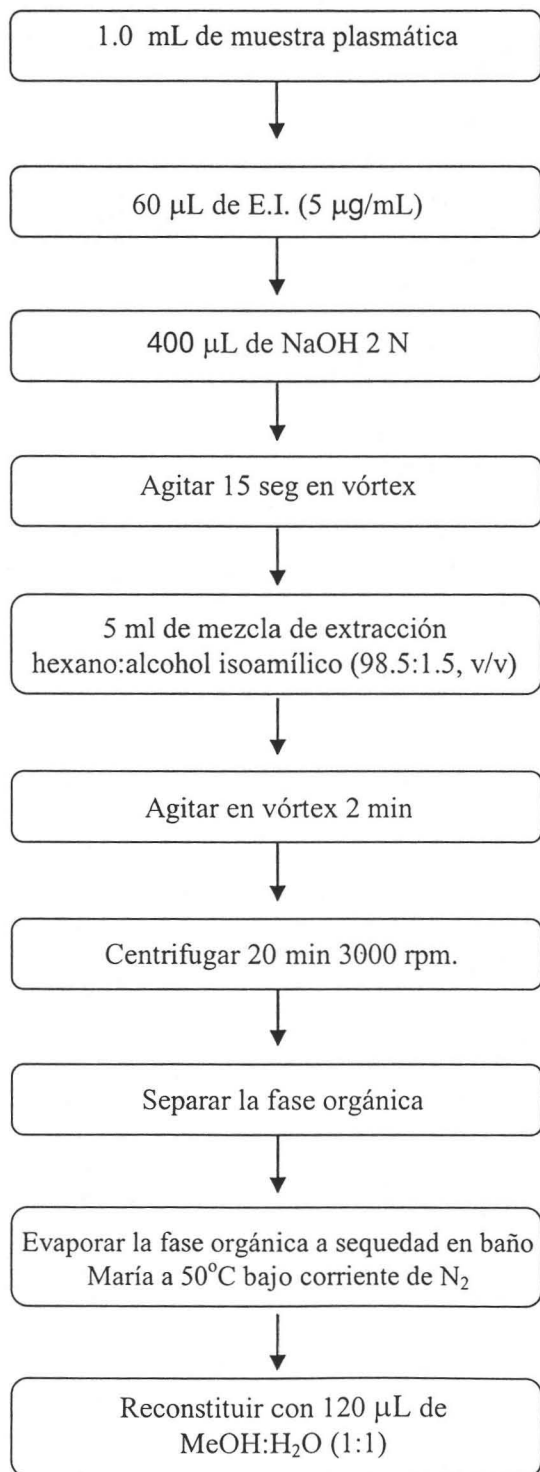 1.0 mL de muestra plasmática
60 µL de E.I. (5 µg/mL)
400 µL de NaOH 2 N
Agitar 15 seg en vórtex
5 ml de mezcla de extracción
hexano:alcohol isoamílico (98.5:1.5, v/v)
Agitar en vórtex 2 min
Centrifugar 20 min 3000 rpm.
Separar la fase orgánica
Evaporar la fase orgánica a sequedad en baño
María a 50°C bajo corriente de N₂
Reconstituir con 120 µL de
MeOH:H₂O (1:1)